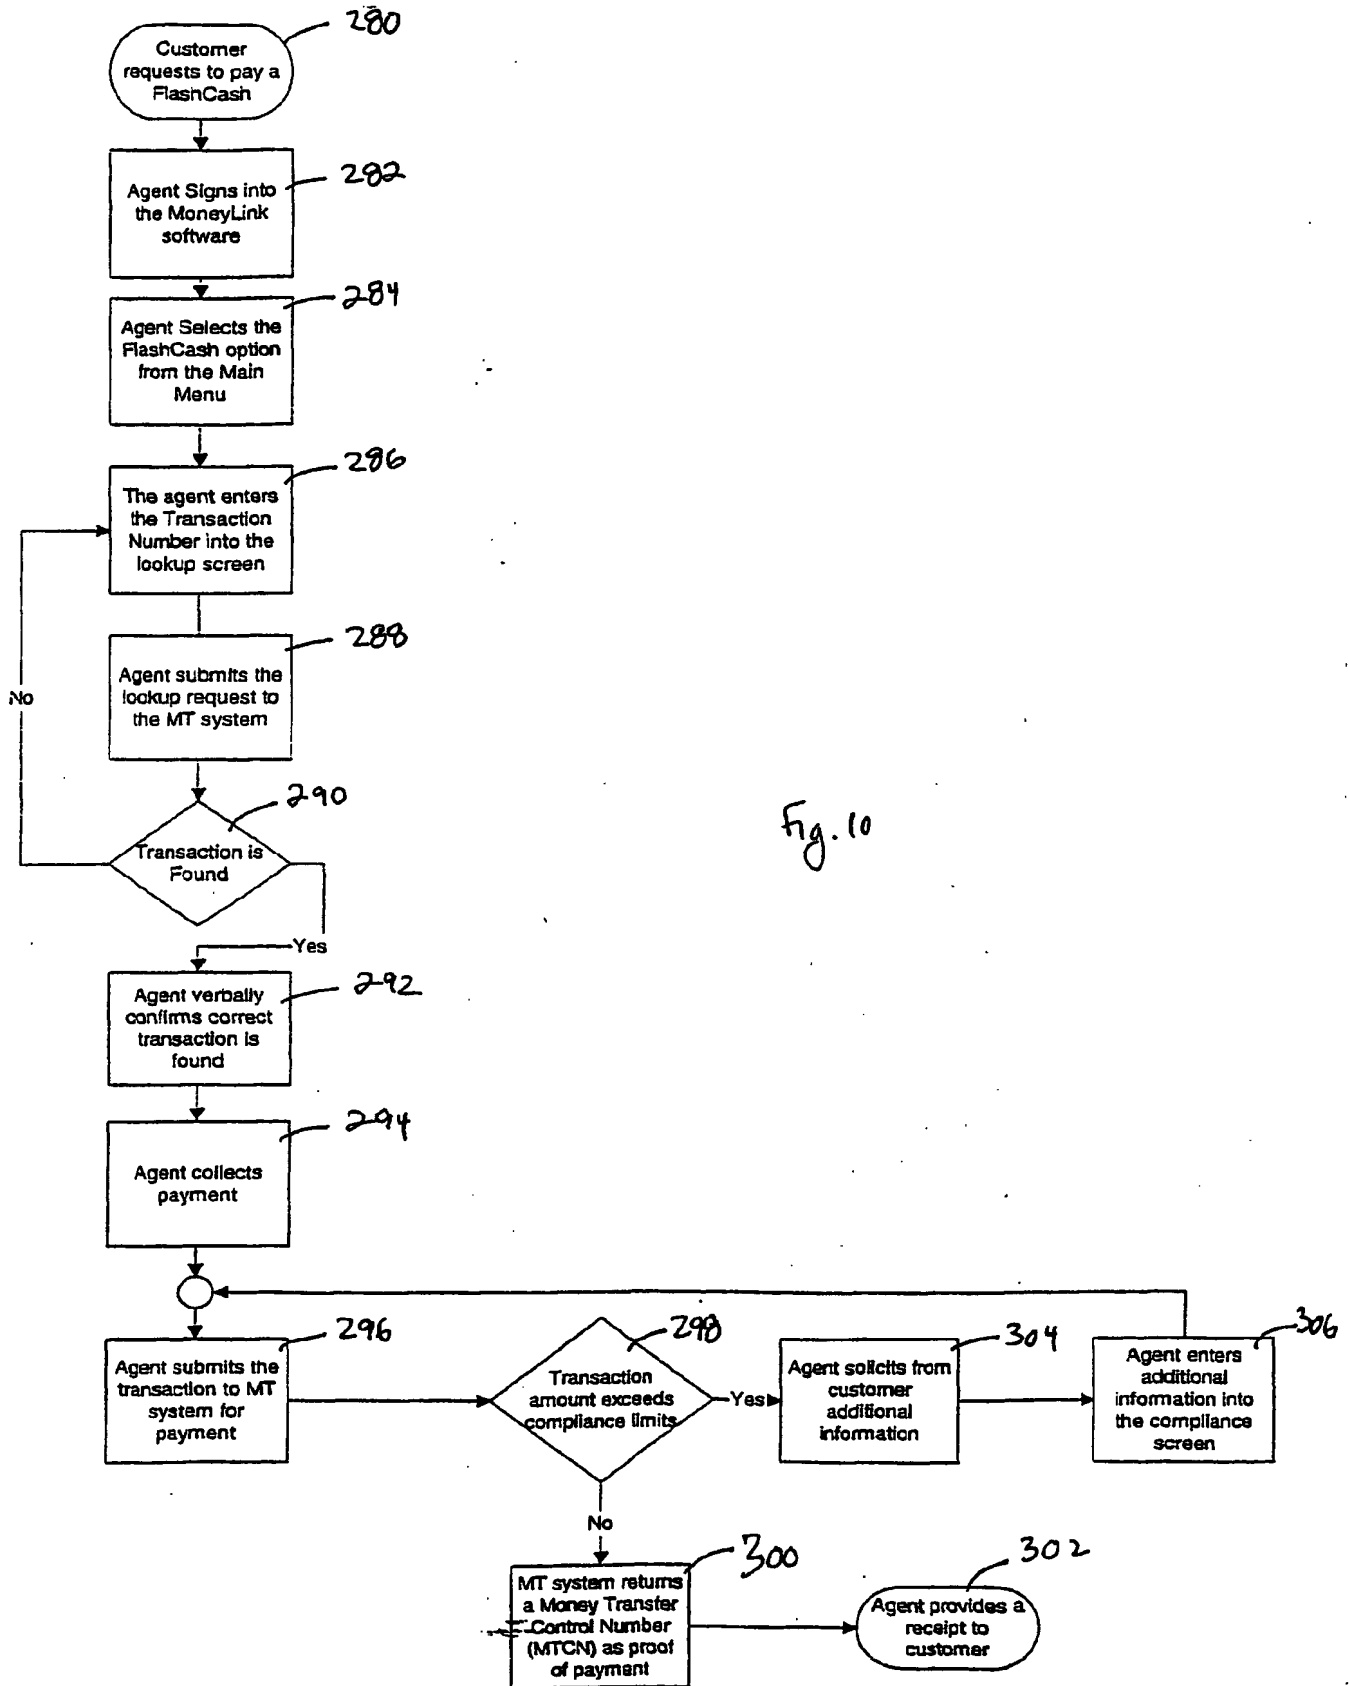 280
Customer
requests to pay a
FlashCash
282
Agent Signs into
the MoneyLink
software
284
Agent Selects the
FlashCash option
from the Main
Menu
286
The agent enters
the Transaction
Number into the
lookup screen
288
Agent submits the
lookup request to
the MT system
No
290
Transaction is
Found
Fig. 10
Yes
292
Agent verbally
confirms correct
transaction is
found
294
Agent collects
payment
296
Agent submits the
transaction to MT
system for
payment
298
Transaction
amount exceeds
compliance limits
Yes
304
Agent solicits from
customer
additional
information
306
Agent enters
additional
information into
the compliance
screen
No
300
MT system returns
a Money Transfer
Control Number
(MTCN) as proof
of payment
302
Agent provides a
receipt to
customer